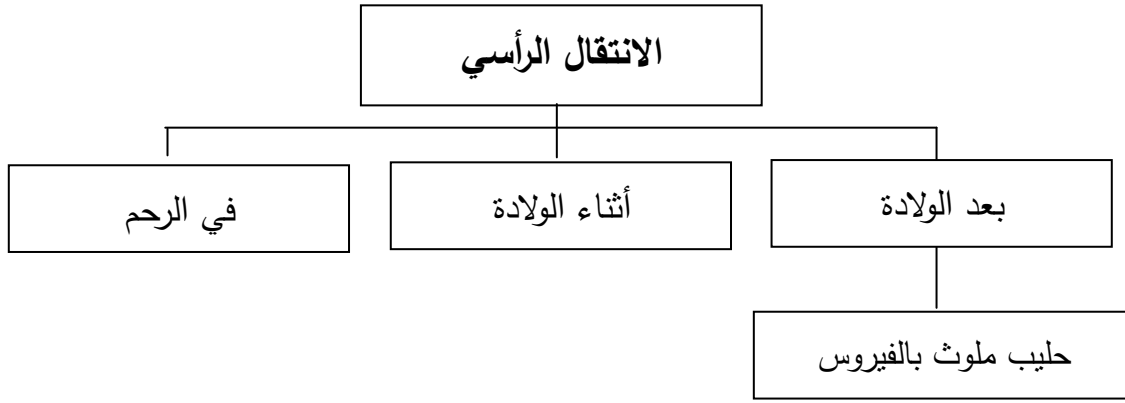 الانتقال الرأسي
بعد الولادة
أثناء الولادة
في الرحم
حليب ملوث بالفيروس